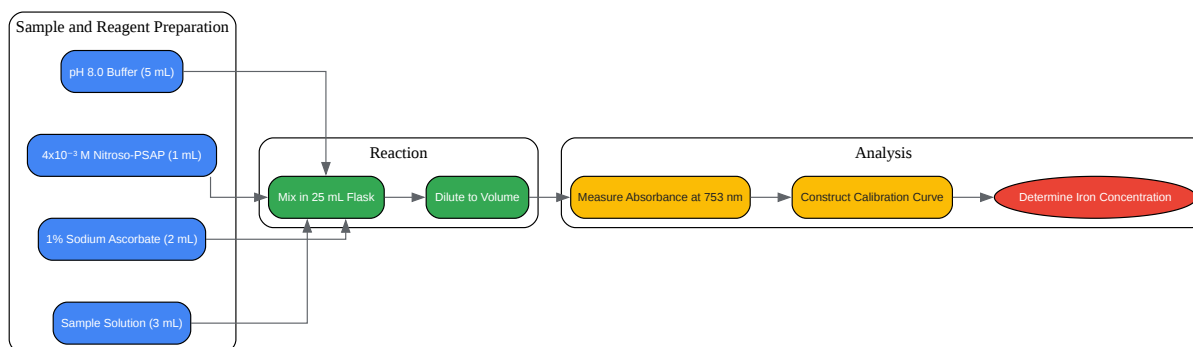 Sample and Reagent Preparation
pH 8.0 Buffer (5 mL)
4x10⁻³ M Nitroso-PSAP (1 mL)
1% Sodium Ascorbate (2 mL)
Sample Solution (3 mL)
Reaction
Mix in 25 mL Flask
Dilute to Volume
Analysis
Measure Absorbance at 753 nm
Construct Calibration Curve
Determine Iron Concentration